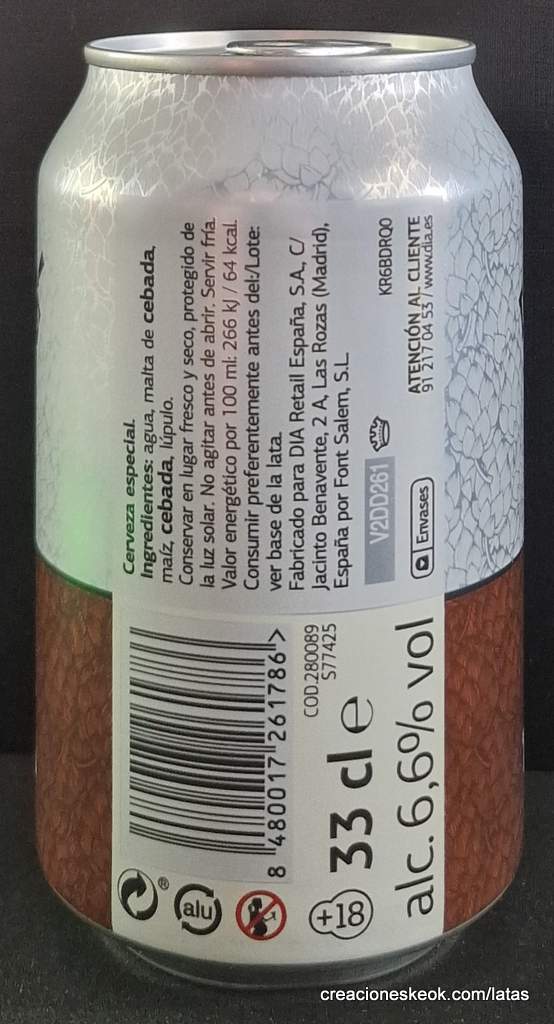 Cerveza especial.
Ingredientes: agua, malta de cebada,
maíz, cebada, lúpulo.
Conservar en lugar fresco y seco, protegido de
la luz solar. No agitar antes de abrir. Servir fría.
Valor energético por 100 ml: 266 kJ / 64 kcal.
Consumir preferentemente antes del:/Lote:
ver base de la lata.
Fabricado para DIA Retail España, S.A., C/
Jacinto Benavente, 2 A, Las Rozas (Madrid),
España por Font Salem, S.L.
V2DD261
KR6BDRQ0
Envases
ATENCIÓN AL CLIENTE
91 217 04 53 / www.dia.es
8 480017 261786 >
COD.280089
S77425
®
alu
+18
33 cl e
alc. 6,6% vol
creacioneskeok.com/latas